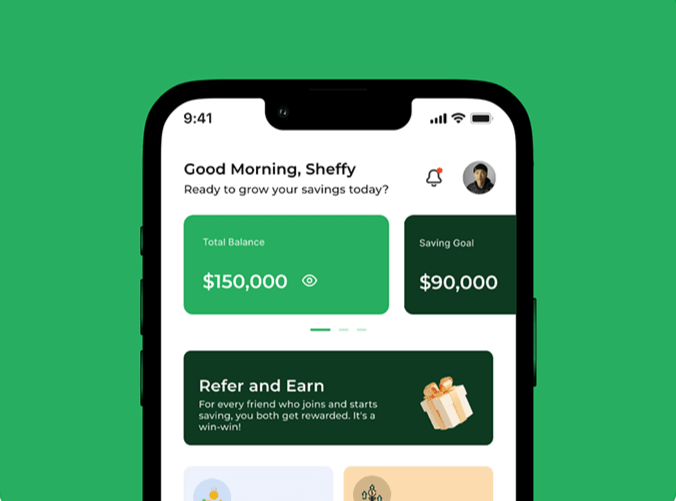 9:41
Good Morning, Sheffy
Ready to grow your savings today?
Total Balance
$150,000
Saving Goal
$90,000
Refer and Earn
For every friend who joins and starts
saving, you both get rewarded. It's a
win-win!